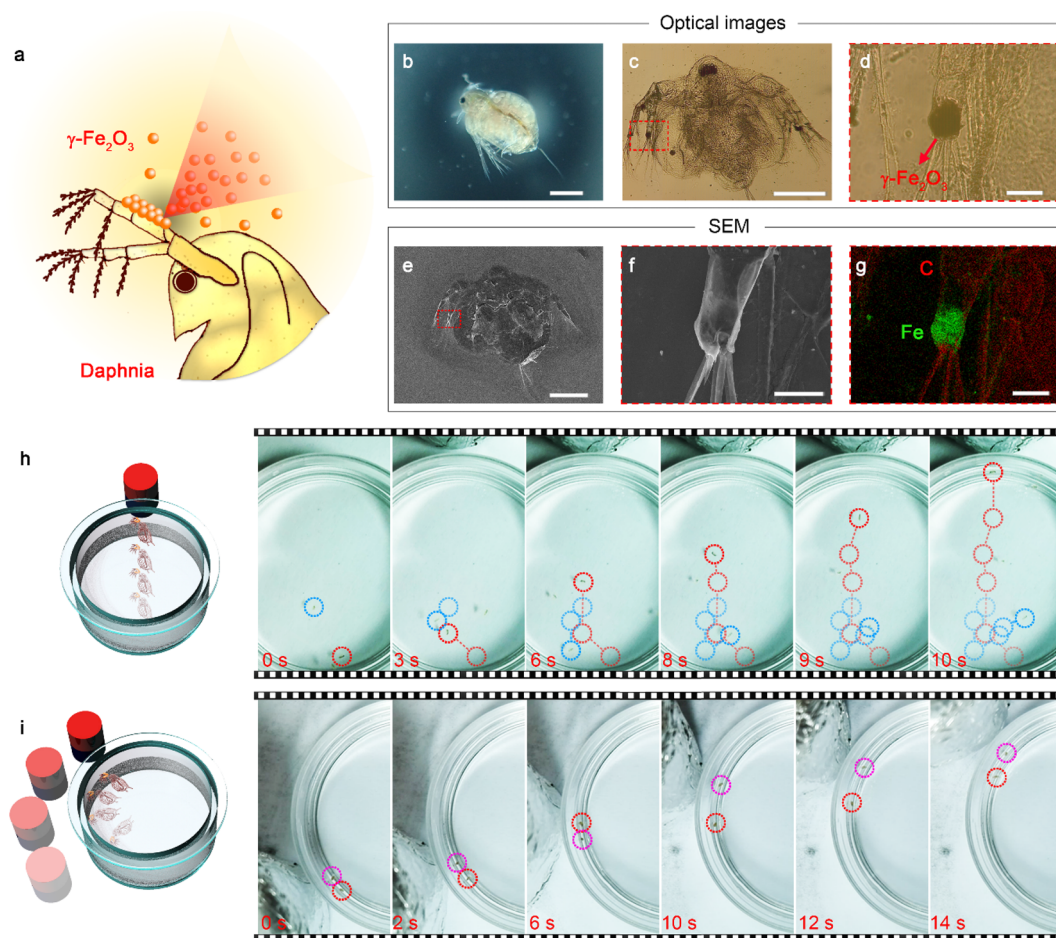 a
γ-Fe₂O₃
Daphnia
Optical images
b
c
d
γ-Fe₂O₃
SEM
e
f
g
C
Fe
h
0 s
3 s
6 s
8 s
9 s
10 s
i
0 s
2 s
6 s
10 s
12 s
14 s